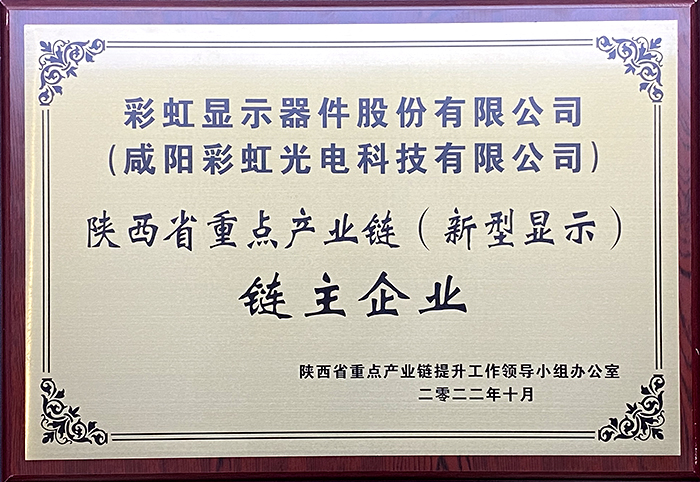 彩虹显示器件股份有限公司
（咸阳彩虹光电科技有限公司）
陕西省重点产业链（新型显示）
链主企业
陕西省重点产业链提升工作领导小组办公室
二零二二年十月